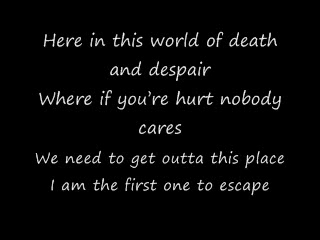 Here in this world of death
and despair
Where if you're hurt nobody
cares
We need to get outta this place
I am the first one to escape